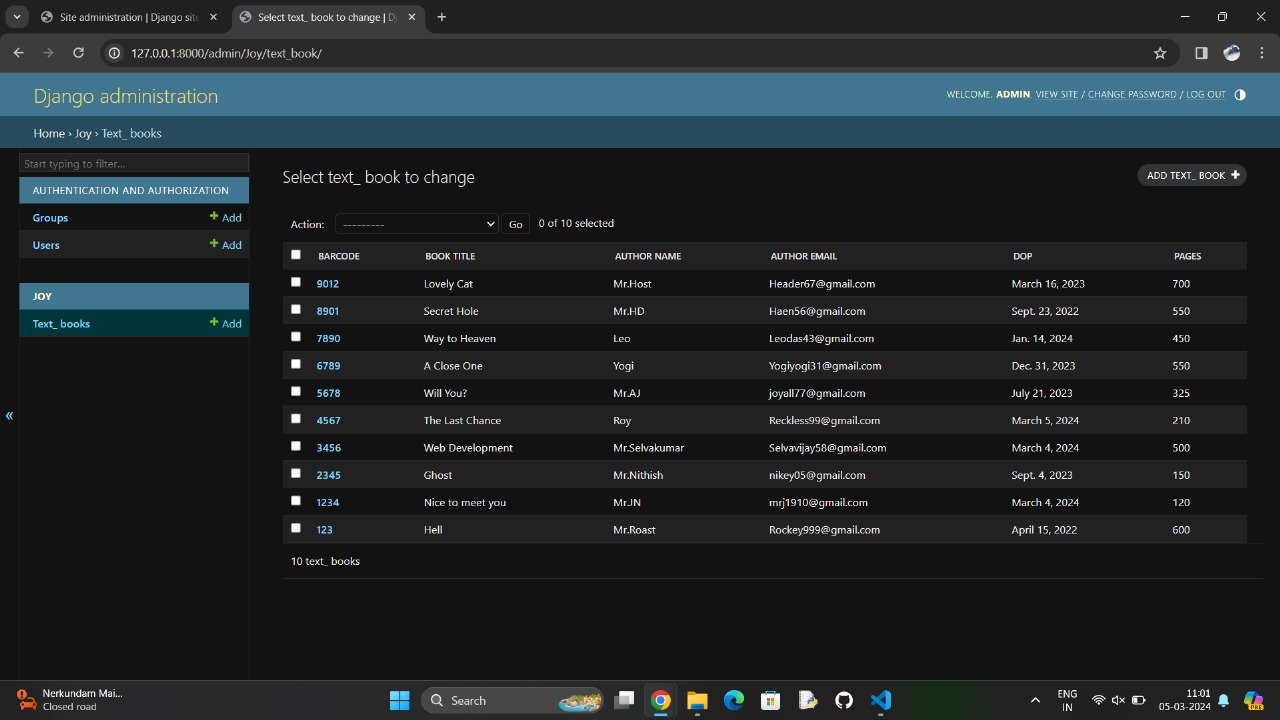 Site administration | Django site
Select text_ book to change | Dj
127.0.0.1:8000/admin/Joy/text_book/
Django administration
WELCOME, ADMIN. VIEW SITE / CHANGE PASSWORD / LOG OUT
Home › Joy › Text_ books
Start typing to filter...
AUTHENTICATION AND AUTHORIZATION
Groups + Add
Users + Add
JOY
Text_ books + Add
«
Select text_ book to change
ADD TEXT_ BOOK +
Action: --------- Go 0 of 10 selected
BARCODE BOOK TITLE AUTHOR NAME AUTHOR EMAIL DOP PAGES
9012 Lovely Cat Mr.Host Header67@gmail.com March 16, 2023 700
8901 Secret Hole Mr.HD Haen56@gmail.com Sept. 23, 2022 550
7890 Way to Heaven Leo Leodas43@gmail.com Jan. 14, 2024 450
6789 A Close One Yogi Yogiyogi31@gmail.com Dec. 31, 2023 550
5678 Will You? Mr.AJ joyall77@gmail.com July 21, 2023 325
4567 The Last Chance Roy Reckless99@gmail.com March 5, 2024 210
3456 Web Development Mr.Selvakumar Selvavijay58@gmail.com March 4, 2024 500
2345 Ghost Mr.Nithish nikey05@gmail.com Sept. 4, 2023 150
1234 Nice to meet you Mr.JN mrj1910@gmail.com March 4, 2024 120
123 Hell Mr.Roast Rockey999@gmail.com April 15, 2022 600
10 text_ books
Nerkundam Mai...
Closed road
Search
ENG
IN
11:01
05-03-2024
PRE